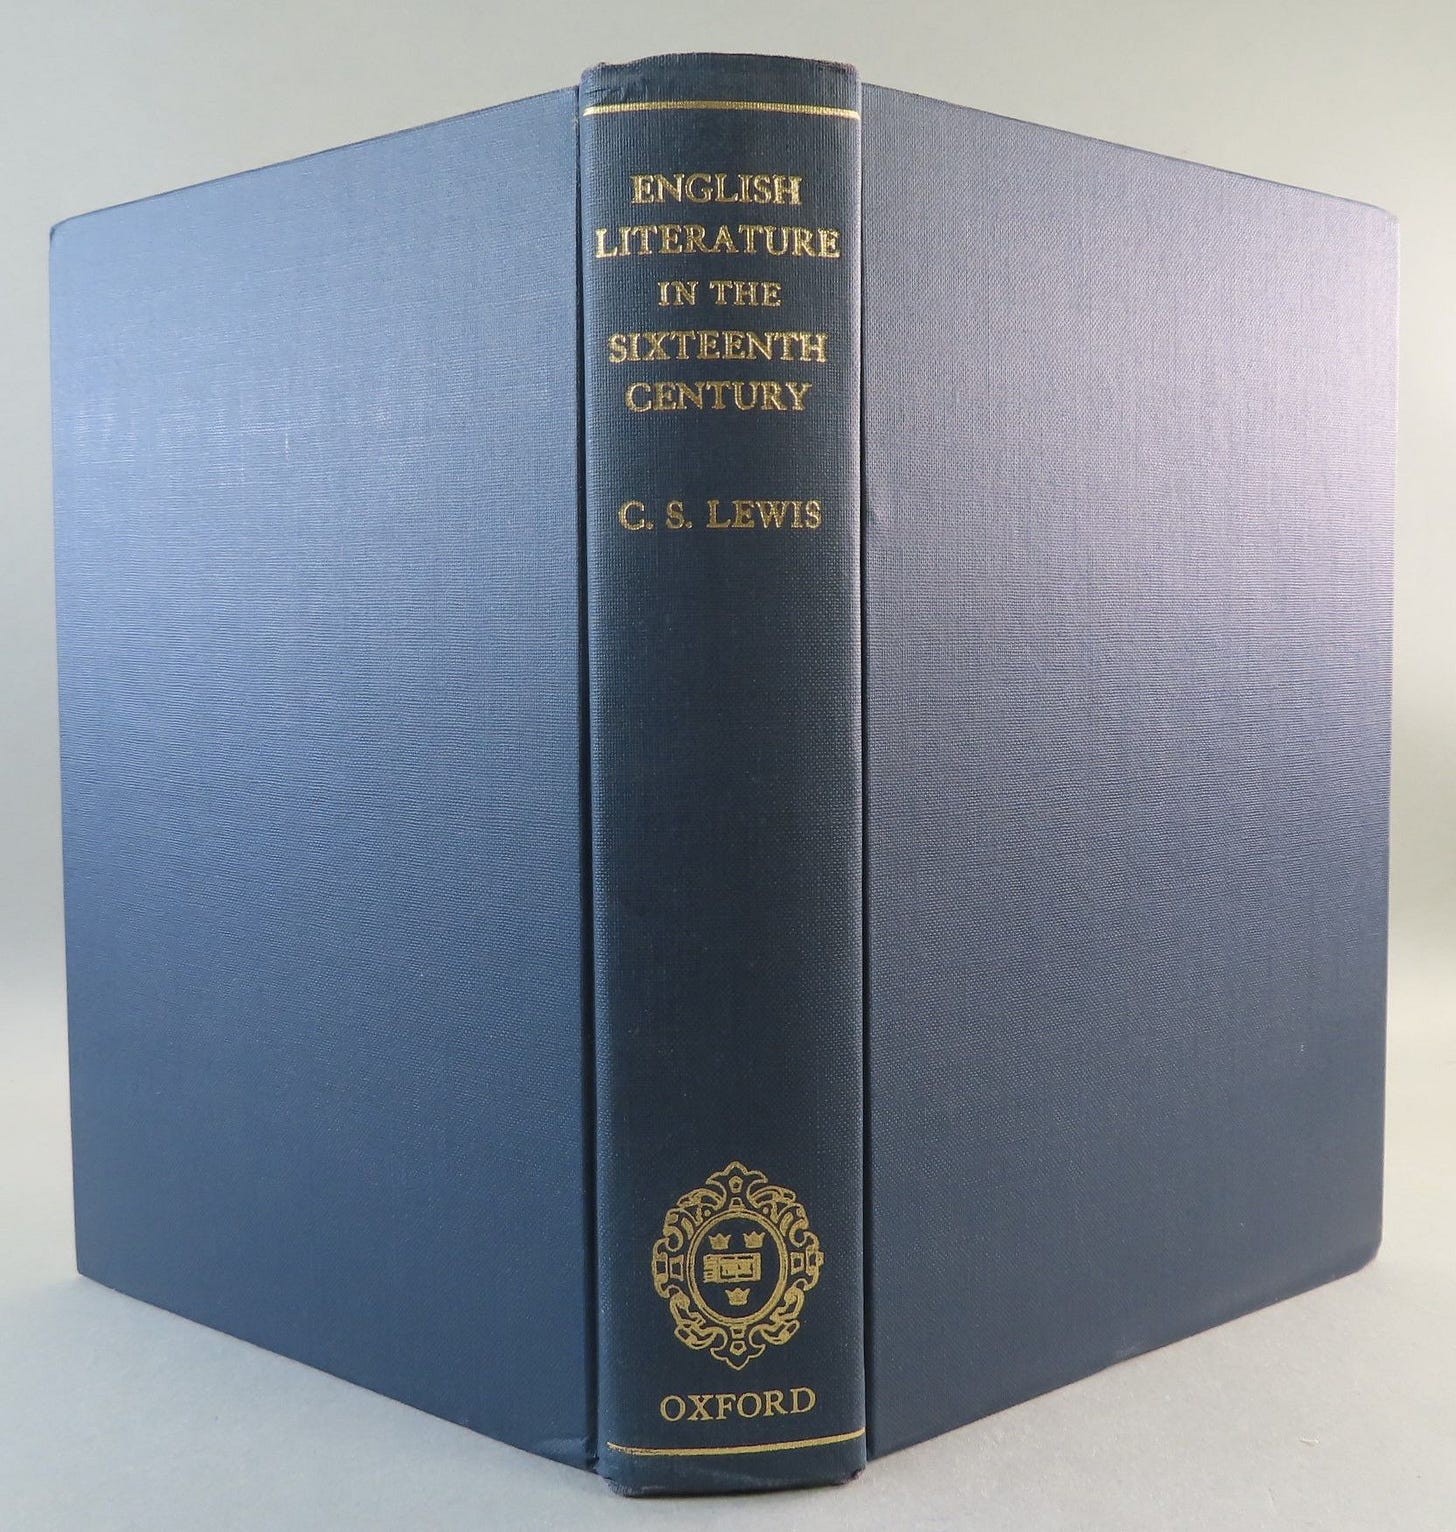 ENGLISH
LITERATURE
IN THE
SIXTEENTH
CENTURY
C. S. LEWIS
OXFORD